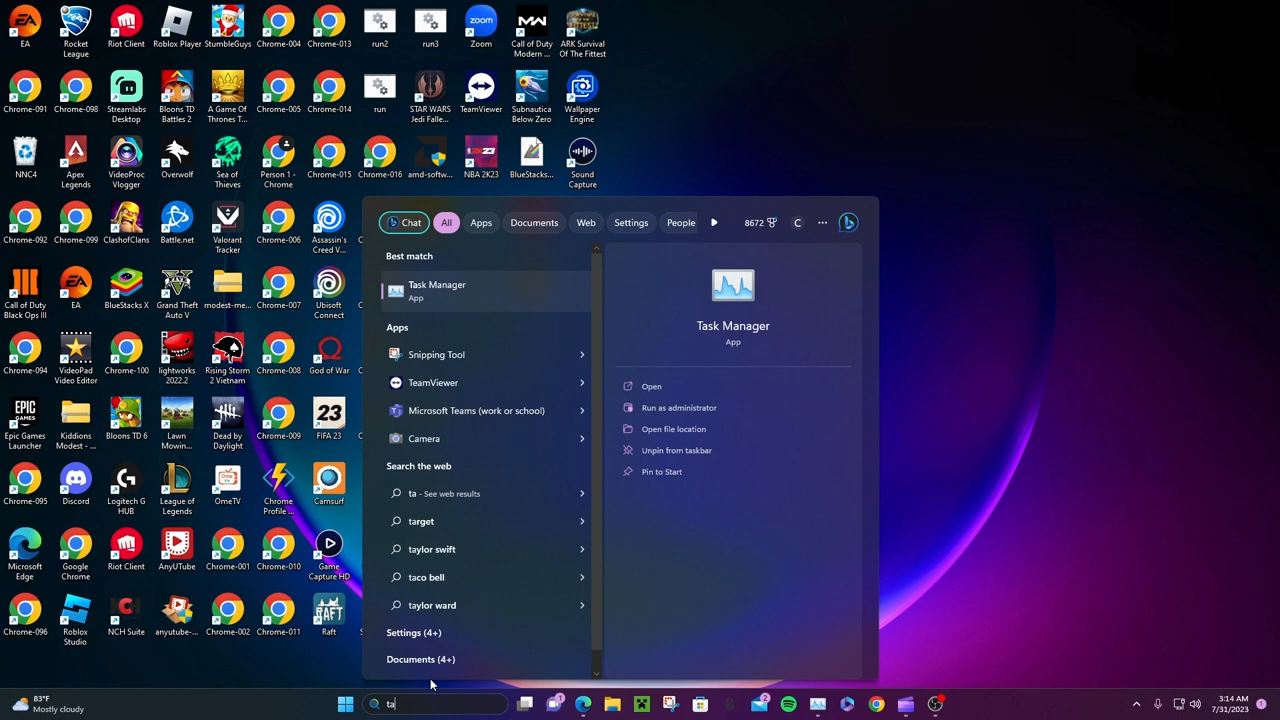 EA
Rocket
League
Riot Client
Roblox Player
StumbleGuys
Chrome-004
Chrome-013
run2
run3
zoom
Zoom
Call of Duty
Modern ...
ARK Survival
Of The Fittest
Chrome-091
Chrome-098
Streamlabs
Desktop
Bloons TD
Battles 2
A Game Of
Thrones T...
Chrome-005
Chrome-014
run
STAR WARS
Jedi Falle...
TeamViewer
Subnautica
Below Zero
Wallpaper
Engine
NNC4
Apex
Legends
VideoProc
Vlogger
Overwolf
Sea of
Thieves
Person 1 -
Chrome
Chrome-015
Chrome-016
amd-softw...
NBA 2K23
BlueStacks...
Sound
Capture
Chrome-092
Chrome-099
ClashofClans
Battle.net
Valorant
Tracker
Chrome-006
Assassin's
Creed V...
Call of Duty
Black Ops III
EA
BlueStacks X
Grand Theft
Auto V
modest-me...
Chrome-007
Ubisoft
Connect
Chrome-094
VideoPad
Video Editor
Chrome-100
lightworks
2022.2
Rising Storm
2 Vietnam
Chrome-008
God of War
Epic Games
Launcher
Kiddions
Modest - ...
Bloons TD 6
Lawn
Mowin...
Dead by
Daylight
Chrome-009
23
FIFA 23
Chrome-095
Discord
Logitech G
HUB
League of
Legends
OmeTV
Chrome
Profile ...
Camsurf
Microsoft
Edge
Google
Chrome
Riot Client
AnyUTube
Chrome-001
Chrome-010
Game
Capture HD
Chrome-096
Roblox
Studio
NCH Suite
anyutube-...
Chrome-002
Chrome-011
RAFT
Raft
Chat
All
Apps
Documents
Web
Settings
People
8672
C
...
Best match
Task Manager
App
Apps
Snipping Tool
TeamViewer
Microsoft Teams (work or school)
Camera
Search the web
ta - See web results
target
taylor swift
taco bell
taylor ward
Settings (4+)
Documents (4+)
Task Manager
App
Open
Run as administrator
Open file location
Unpin from taskbar
Pin to Start
83°F
Mostly cloudy
ta
1
2
3:14 AM
7/31/2023
1